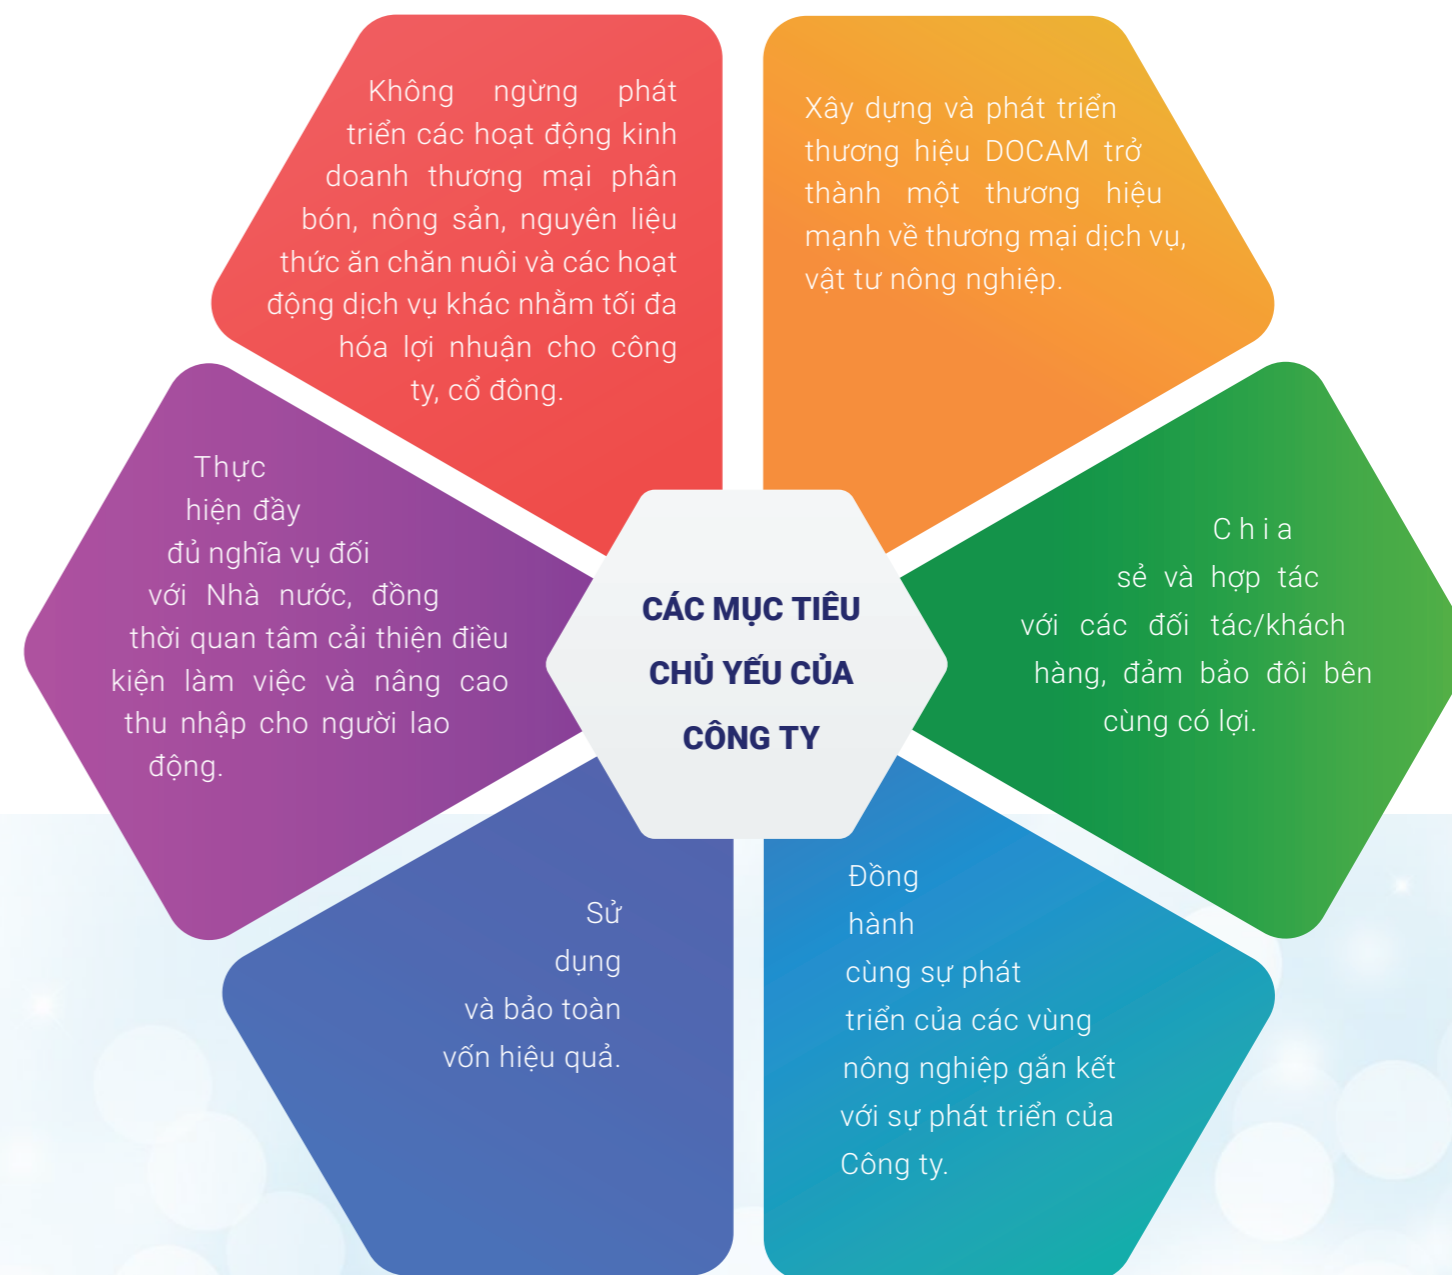 Không ngừng phát
triển các hoạt động kinh
doanh thương mại phân
bón, nông sản, nguyên liệu
thức ăn chăn nuôi và các hoạt
động dịch vụ khác nhằm tối đa
hóa lợi nhuận cho công
ty, cổ đông.
Xây dựng và phát triển
thương hiệu DOCAM trở
thành một thương hiệu
mạnh về thương mại dịch vụ,
vật tư nông nghiệp.
Thực
hiện đầy
đủ nghĩa vụ đối
với Nhà nước, đồng
thời quan tâm cải thiện điều
kiện làm việc và nâng cao
thu nhập cho người lao
động.
CÁC MỤC TIÊU
CHỦ YẾU CỦA
CÔNG TY
Chia
sẻ và hợp tác
với các đối tác/khách
hàng, đảm bảo đôi bên
cùng có lợi.
Sử
dụng
và bảo toàn
vốn hiệu quả.
Đồng
hành
cùng sự phát
triển của các vùng
nông nghiệp gắn kết
với sự phát triển của
Công ty.